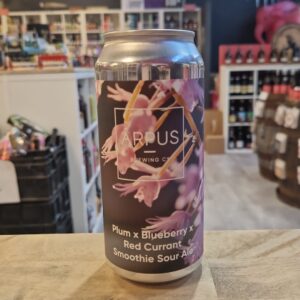 ARPUS
BREWING CO
Plum x Blueberry x
Red Currant
Smoothie Sour Ale